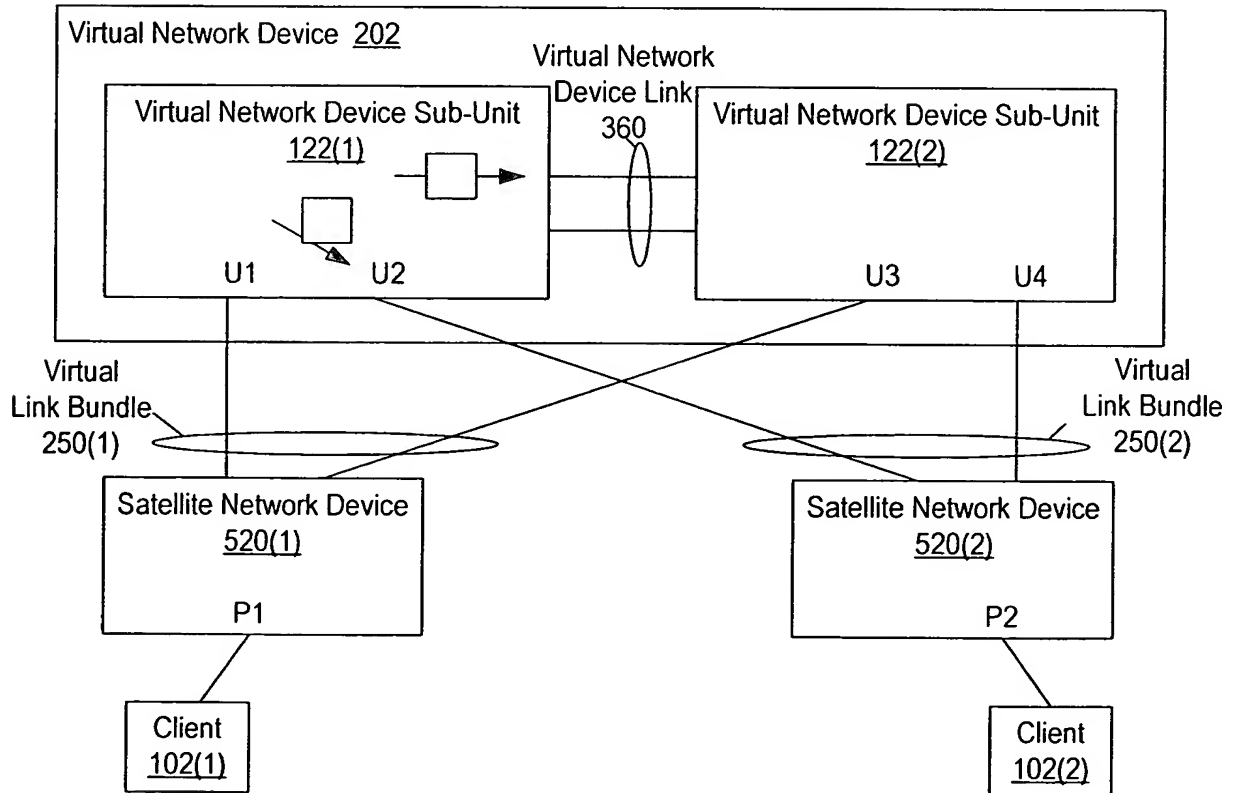 Virtual Network Device 202
Virtual Network
Device Link
360
Virtual Network Device Sub-Unit
122(1)
Virtual Network Device Sub-Unit
122(2)
U1
U2
U3
U4
Virtual
Link Bundle
250(1)
Virtual
Link Bundle
250(2)
Satellite Network Device
520(1)
P1
Satellite Network Device
520(2)
P2
Client
102(1)
Client
102(2)